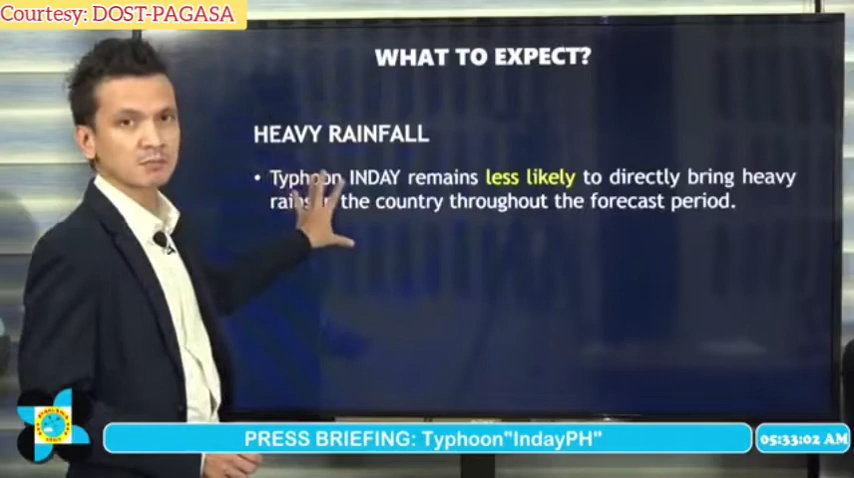 Courtesy: DOST-PAGASA
WHAT TO EXPECT?
HEAVY RAINFALL
• Typhoon INDAY remains less likely to directly bring heavy
the country throughout the forecast period.
PRESS BRIEFING: Typhoon"IndayPH"
05:33:02 AM